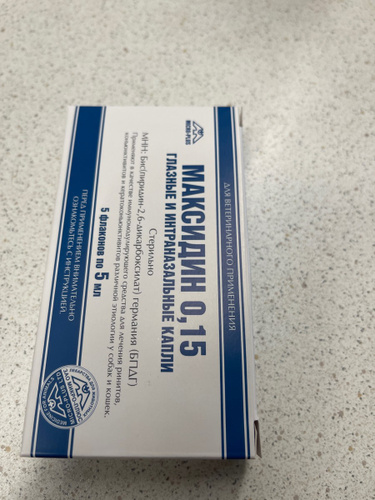 ДЛЯ ВЕТЕРИНАРНОГО ПРИМЕНЕНИЯ
MICRO-PLUS
МАКСИДИН 0,15
ГЛАЗНЫЕ И ИНТРАНАЗАЛЬНЫЕ КАПЛИ
Стерильно
МНН: Бис(пиридин-2,6-дикарбоксилат) германия (БПДГ)
Применяют в качестве иммуномодулирующего средства для лечения ринитов,
конъюнктивитов и кератоконъюнктивитов различной этиологии у собак и кошек.
5 флаконов по 5 мл
ПЕРЕД ПРИМЕНЕНИЕМ ВНИМАТЕЛЬНО
ОЗНАКОМЬТЕСЬ С ИНСТРУКЦИЕЙ.